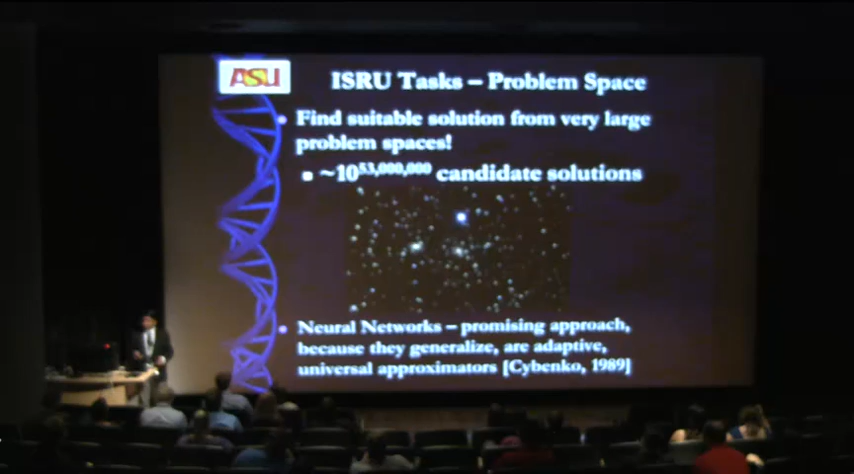 ASU
ISRU Tasks – Problem Space
Find suitable solution from very large
problem spaces!
~10^53,000,000 candidate solutions
Neural Networks – promising approach,
because they generalize, are adaptive,
universal approximators [Cybenko, 1989]